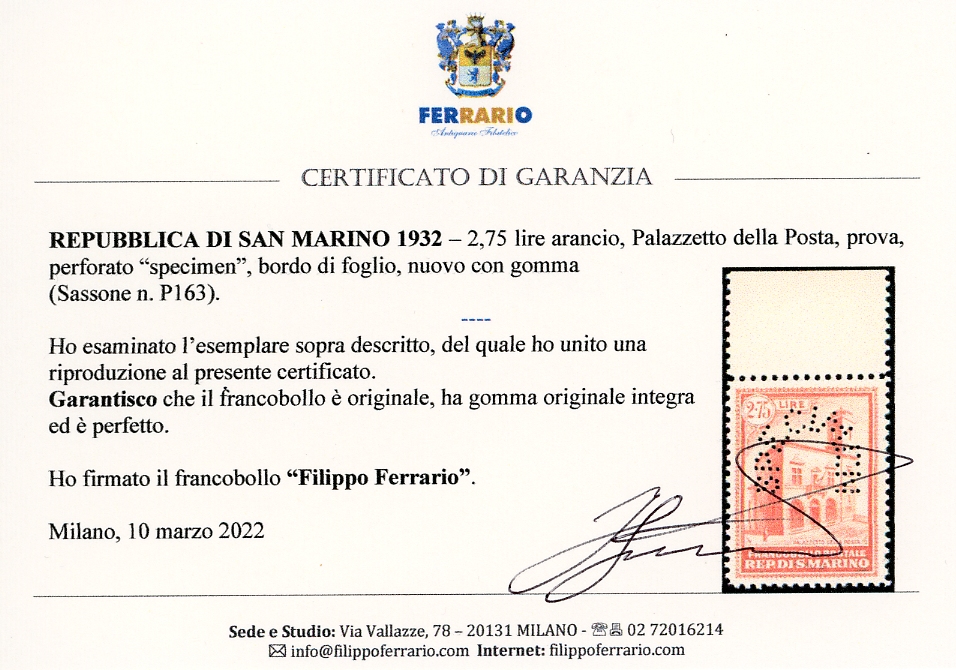 FERRARIO
Antiquario Filatelico
CERTIFICATO DI GARANZIA
REPUBBLICA DI SAN MARINO 1932 – 2,75 lire arancio, Palazzetto della Posta, prova,
perforato “specimen”, bordo di foglio, nuovo con gomma
(Sassone n. P163).
----
Ho esaminato l’esemplare sopra descritto, del quale ho unito una
riproduzione al presente certificato.
Garantisco che il francobollo è originale, ha gomma originale integra
ed è perfetto.
Ho firmato il francobollo “Filippo Ferrario”.
Milano, 10 marzo 2022
2·75 LIRE
PALAZZETTO DELLA POSTA
FRANCOBOLLO POSTALE
REP. DI S. MARINO
Sede e Studio: Via Vallazze, 78 – 20131 MILANO - ☎📠 02 72016214
✉ info@filippoferrario.com Internet: filippoferrario.com